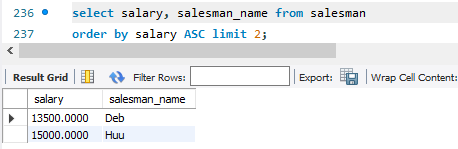 236 select salary, salesman_name from salesman
237 order by salary ASC limit 2;
Result Grid Filter Rows: Export: Wrap Cell Content:
salary salesman_name
13500.0000 Deb
15000.0000 Huu